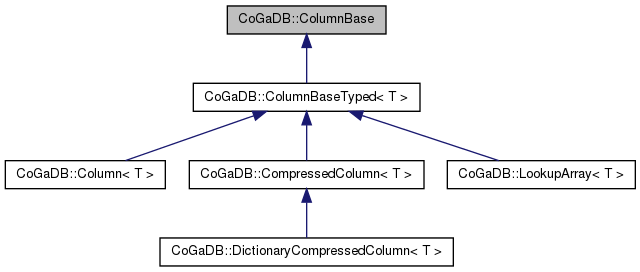 CoGaDB::ColumnBase
CoGaDB::ColumnBaseTyped< T >
CoGaDB::Column< T >
CoGaDB::CompressedColumn< T >
CoGaDB::LookupArray< T >
CoGaDB::DictionaryCompressedColumn< T >